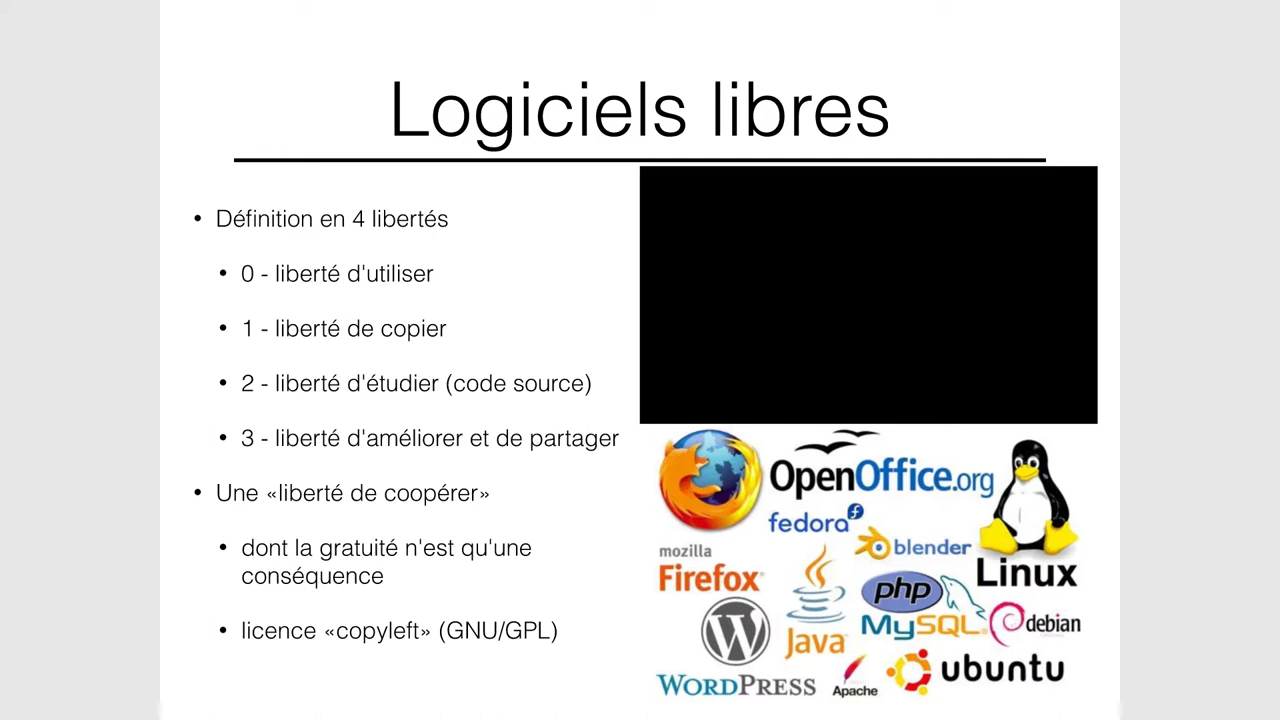 Logiciels libres
• Définition en 4 libertés
• 0 - liberté d'utiliser
• 1 - liberté de copier
• 2 - liberté d'étudier (code source)
• 3 - liberté d'améliorer et de partager
• Une «liberté de coopérer»
• dont la gratuité n'est qu'une
conséquence
• licence «copyleft» (GNU/GPL)
OpenOffice.org
fedora
mozilla
Firefox
blender
Linux
php
MySQL
Java
debian
WORDPRESS
Apache
ubuntu